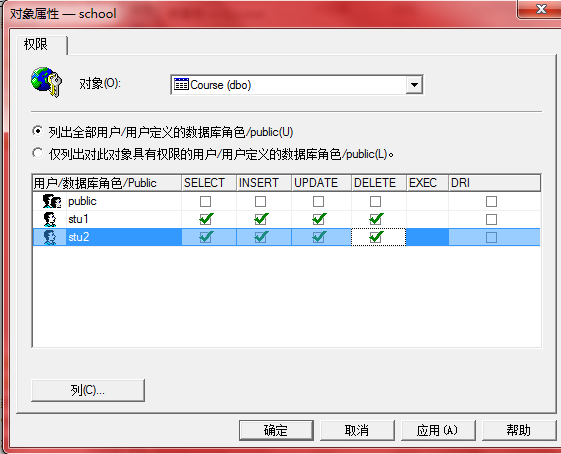 对象属性 — school
权限
对象(O): Course (dbo)
列出全部用户/用户定义的数据库角色/public(U)
仅列出对此对象具有权限的用户/用户定义的数据库角色/public(L)。
用户/数据库角色/Public SELECT INSERT UPDATE DELETE EXEC DRI
public
stu1
stu2
列(C)...
确定 取消 应用(A) 帮助